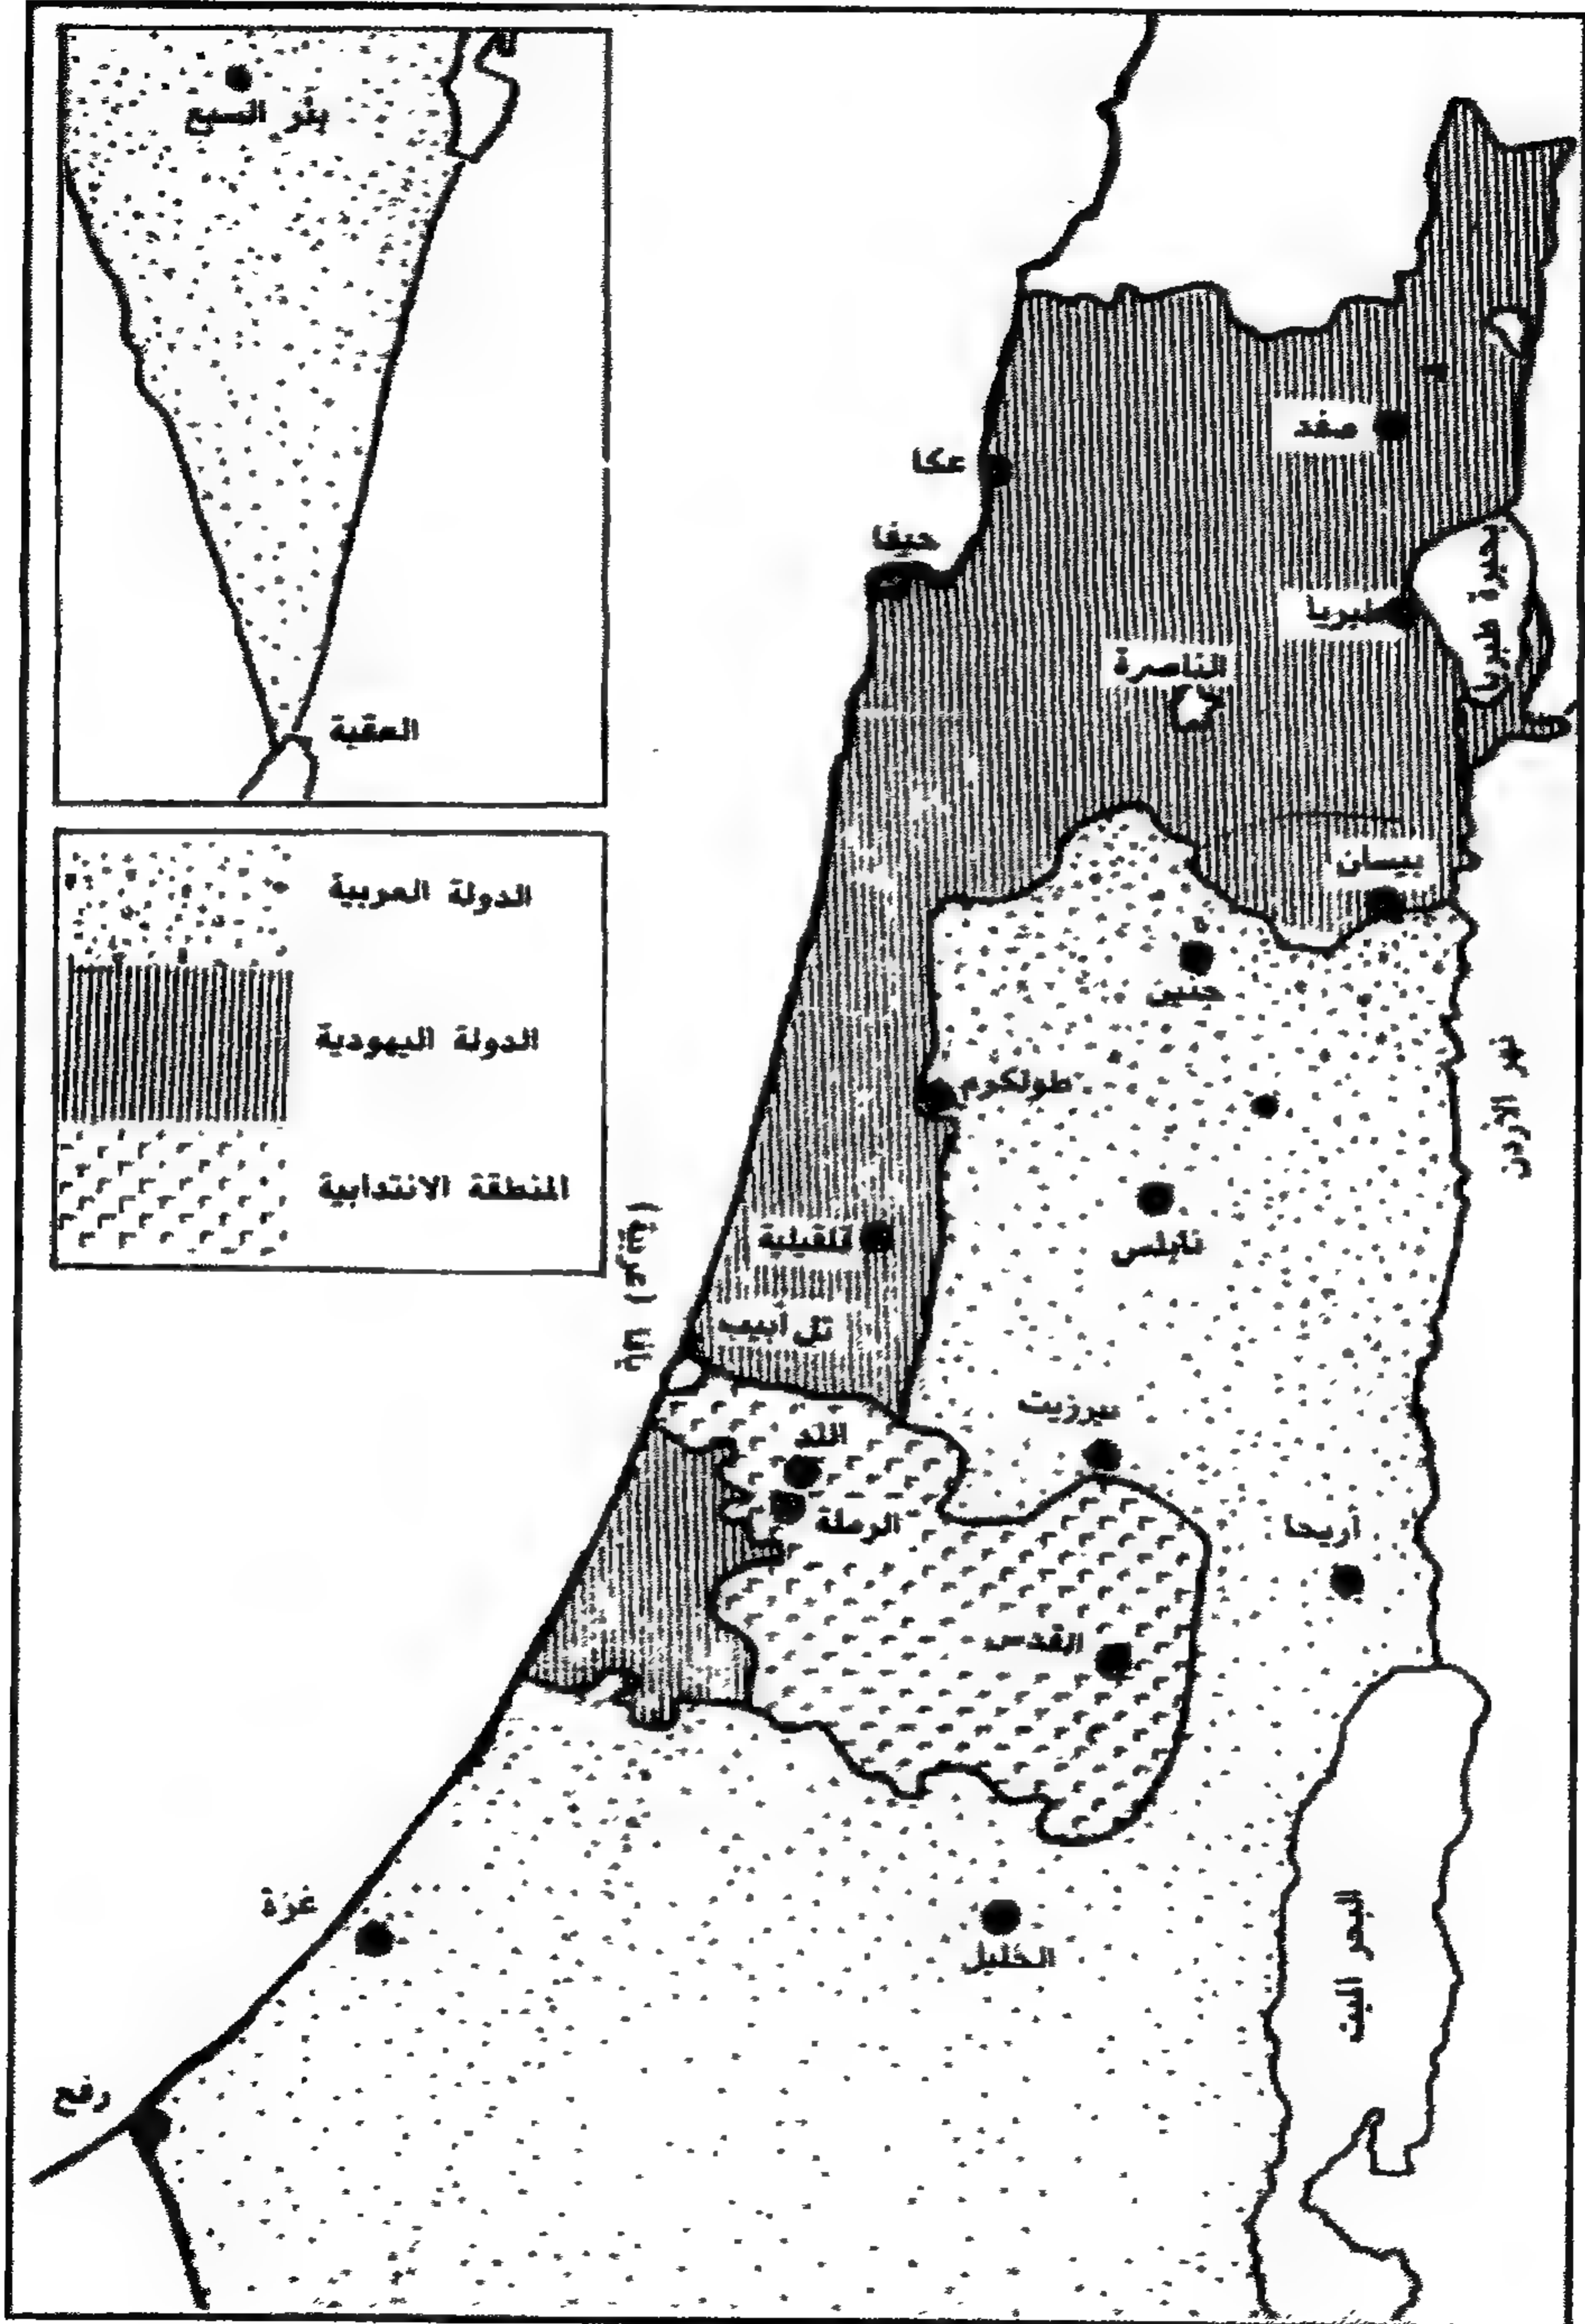 بئر السبع
العقبة
الدولة العربية
الدولة اليهودية
المنطقة الانتدابية
صفد
عكا
حيفا
بحيرة طبريا
طبريا
الناصرة
بيسان
جنين
نهر الأردن
طولكرم
نابلس
قلقيلية
يافا (عربية)
تل أبيب
بيرزيت
اللد
الرملة
أريحا
القدس
غزة
الخليل
البحر الميت
رفح